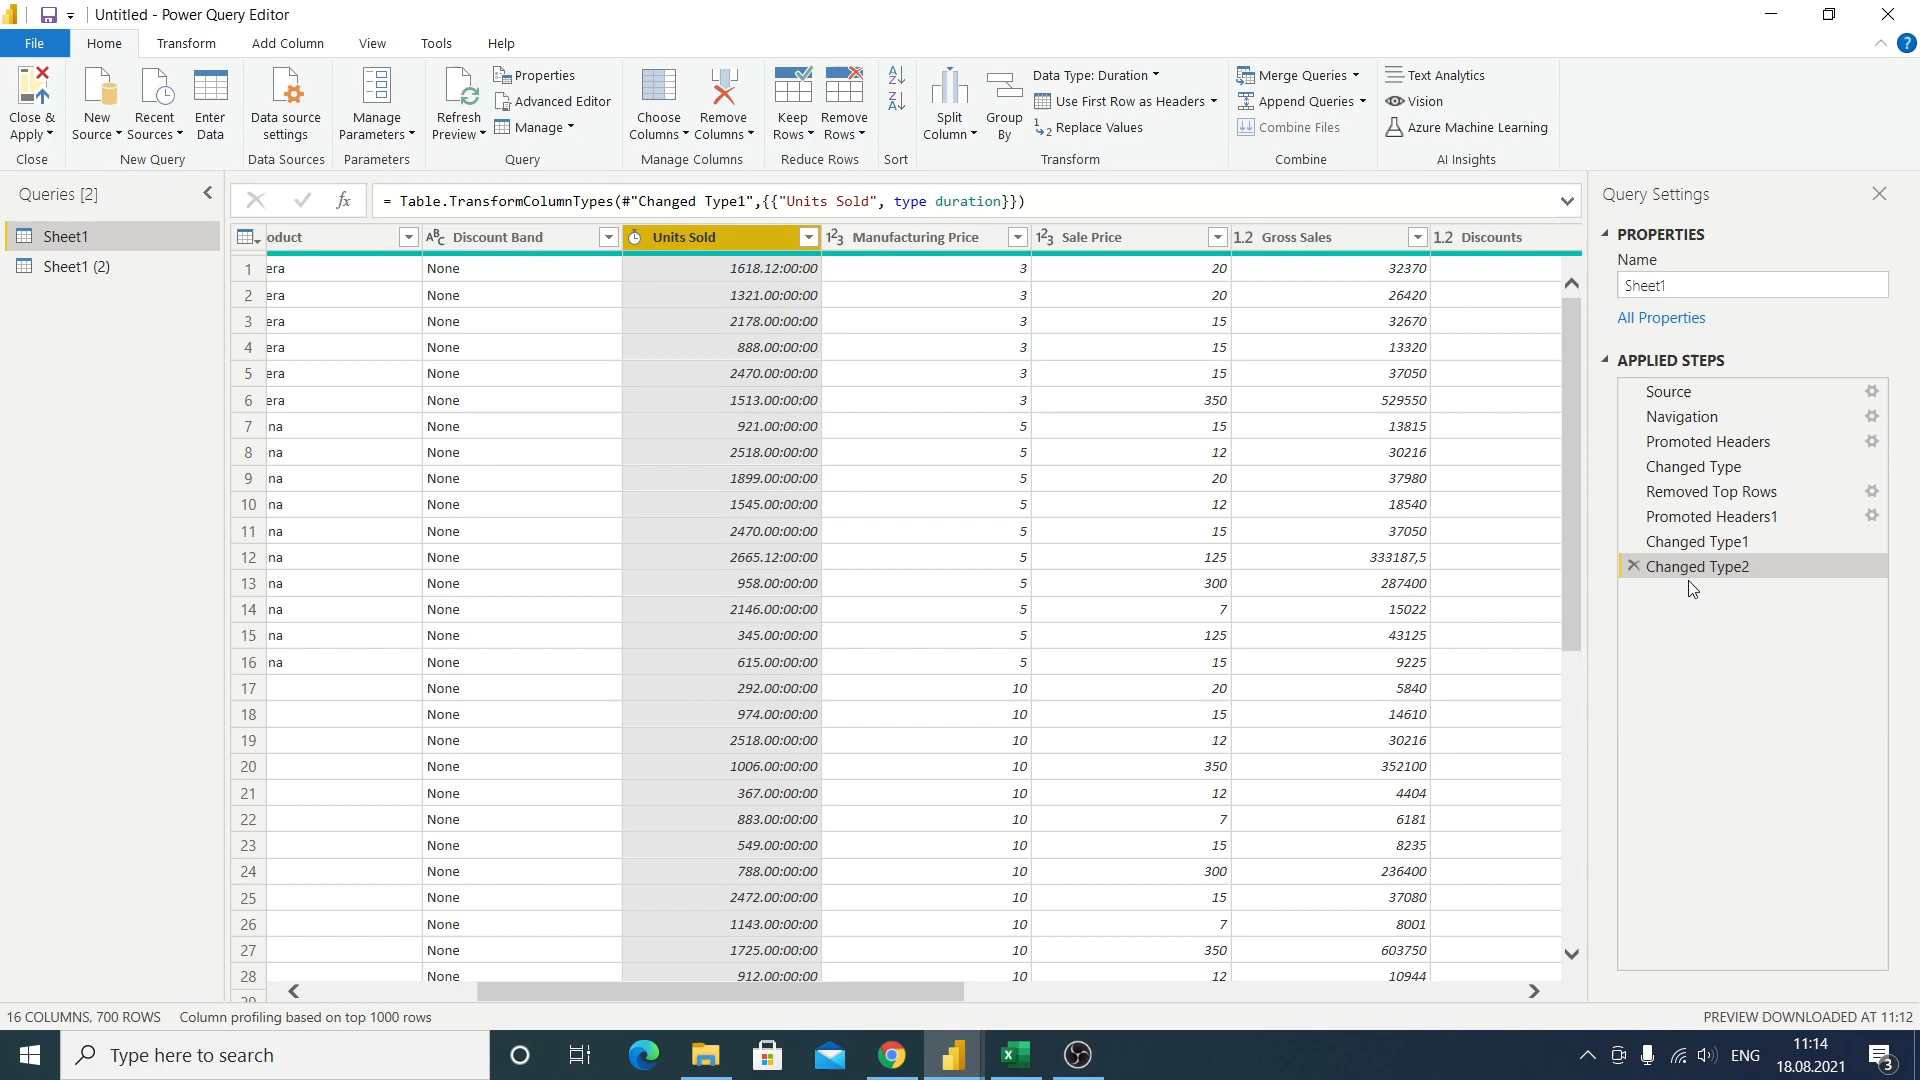 Untitled - Power Query Editor
File Home Transform Add Column View Tools Help
Close & Apply
Close
New Source
Recent Sources
Enter Data
New Query
Data source settings
Data Sources
Manage Parameters
Parameters
Refresh Preview
Properties
Advanced Editor
Manage
Query
Choose Columns
Remove Columns
Manage Columns
Keep Rows
Remove Rows
Reduce Rows
Sort
Split Column
Group By
Data Type: Duration
Use First Row as Headers
Replace Values
Transform
Merge Queries
Append Queries
Combine Files
Combine
Text Analytics
Vision
Azure Machine Learning
AI Insights
Queries [2]
Sheet1
Sheet1 (2)
= Table.TransformColumnTypes(#"Changed Type1",{{"Units Sold", type duration}})
oduct ABC Discount Band Units Sold 123 Manufacturing Price 123 Sale Price 1.2 Gross Sales 1.2 Discounts
1 era None 1618.12:00:00 3 20 32370
2 era None 1321.00:00:00 3 20 26420
3 era None 2178.00:00:00 3 15 32670
4 era None 888.00:00:00 3 15 13320
5 era None 2470.00:00:00 3 15 37050
6 era None 1513.00:00:00 3 350 529550
7 na None 921.00:00:00 5 15 13815
8 na None 2518.00:00:00 5 12 30216
9 na None 1899.00:00:00 5 20 37980
10 na None 1545.00:00:00 5 12 18540
11 na None 2470.00:00:00 5 15 37050
12 na None 2665.12:00:00 5 125 333187,5
13 na None 958.00:00:00 5 300 287400
14 na None 2146.00:00:00 5 7 15022
15 na None 345.00:00:00 5 125 43125
16 na None 615.00:00:00 5 15 9225
17 None 292.00:00:00 10 20 5840
18 None 974.00:00:00 10 15 14610
19 None 2518.00:00:00 10 12 30216
20 None 1006.00:00:00 10 350 352100
21 None 367.00:00:00 10 12 4404
22 None 883.00:00:00 10 7 6181
23 None 549.00:00:00 10 15 8235
24 None 788.00:00:00 10 300 236400
25 None 2472.00:00:00 10 15 37080
26 None 1143.00:00:00 10 7 8001
27 None 1725.00:00:00 10 350 603750
28 None 912.00:00:00 10 12 10944
29
Query Settings
PROPERTIES
Name
Sheet1
All Properties
APPLIED STEPS
Source
Navigation
Promoted Headers
Changed Type
Removed Top Rows
Promoted Headers1
Changed Type1
Changed Type2
16 COLUMNS, 700 ROWS Column profiling based on top 1000 rows
PREVIEW DOWNLOADED AT 11:12
Type here to search
ENG
11:14
18.08.2021
3